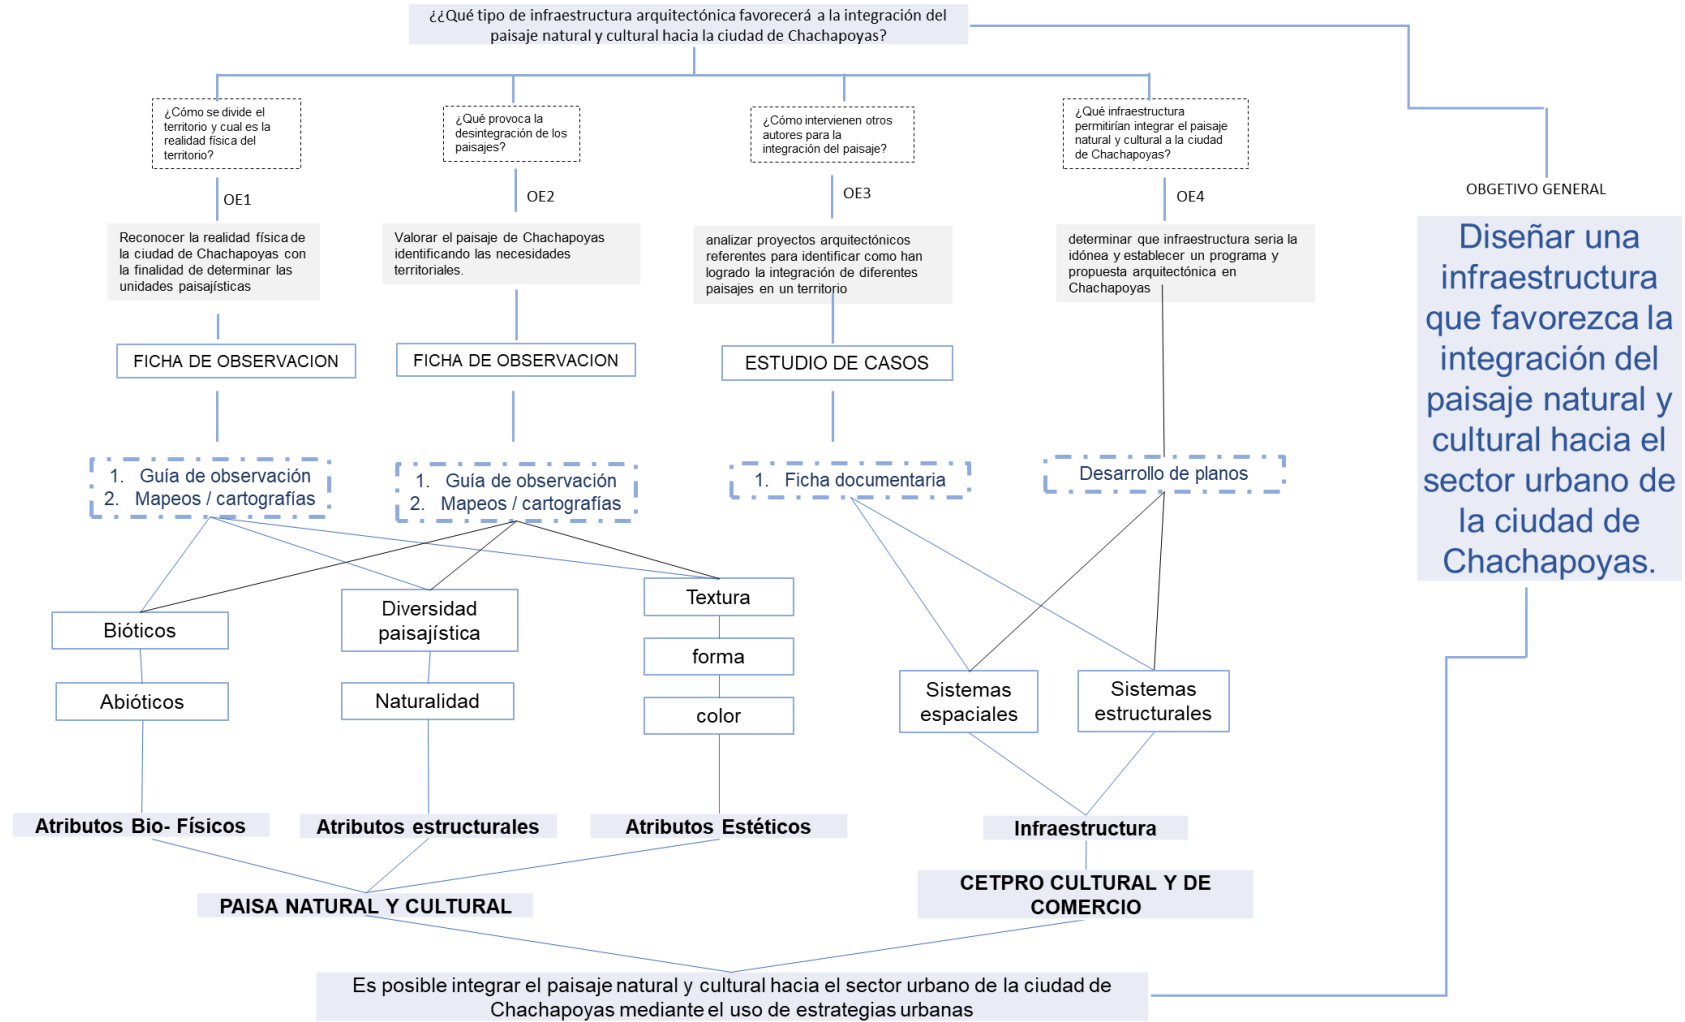 ¿¿Qué tipo de infraestructura arquitectónica favorecerá a la integración del
paisaje natural y cultural hacia la ciudad de Chachapoyas?
¿Cómo se divide el
territorio y cual es la
realidad física del
territorio?
¿Qué provoca la
desintegración de los
paisajes?
¿Cómo intervienen otros
autores para la
integración del paisaje?
¿Qué infraestructura
permitirían integrar el paisaje
natural y cultural a la ciudad
de Chachapoyas?
OE1
OE2
OE3
OE4
OBGETIVO GENERAL
Reconocer la realidad física de
la ciudad de Chachapoyas con
la finalidad de determinar las
unidades paisajísticas
Valorar el paisaje de Chachapoyas
identificando las necesidades
territoriales.
analizar proyectos arquitectónicos
referentes para identificar como han
logrado la integración de diferentes
paisajes en un territorio
determinar que infraestructura seria la
idónea y establecer un programa y
propuesta arquitectónica en
Chachapoyas
Diseñar una
infraestructura
que favorezca la
integración del
paisaje natural y
cultural hacia el
sector urbano de
la ciudad de
Chachapoyas.
FICHA DE OBSERVACION
FICHA DE OBSERVACION
ESTUDIO DE CASOS
1. Guía de observación
2. Mapeos / cartografías
1. Guía de observación
2. Mapeos / cartografías
1. Ficha documentaria
Desarrollo de planos
Bióticos
Abióticos
Diversidad
paisajística
Naturalidad
Textura
forma
color
Sistemas
espaciales
Sistemas
estructurales
Atributos Bio- Físicos
Atributos estructurales
Atributos Estéticos
Infraestructura
PAISA NATURAL Y CULTURAL
CETPRO CULTURAL Y DE
COMERCIO
Es posible integrar el paisaje natural y cultural hacia el sector urbano de la ciudad de
Chachapoyas mediante el uso de estrategias urbanas